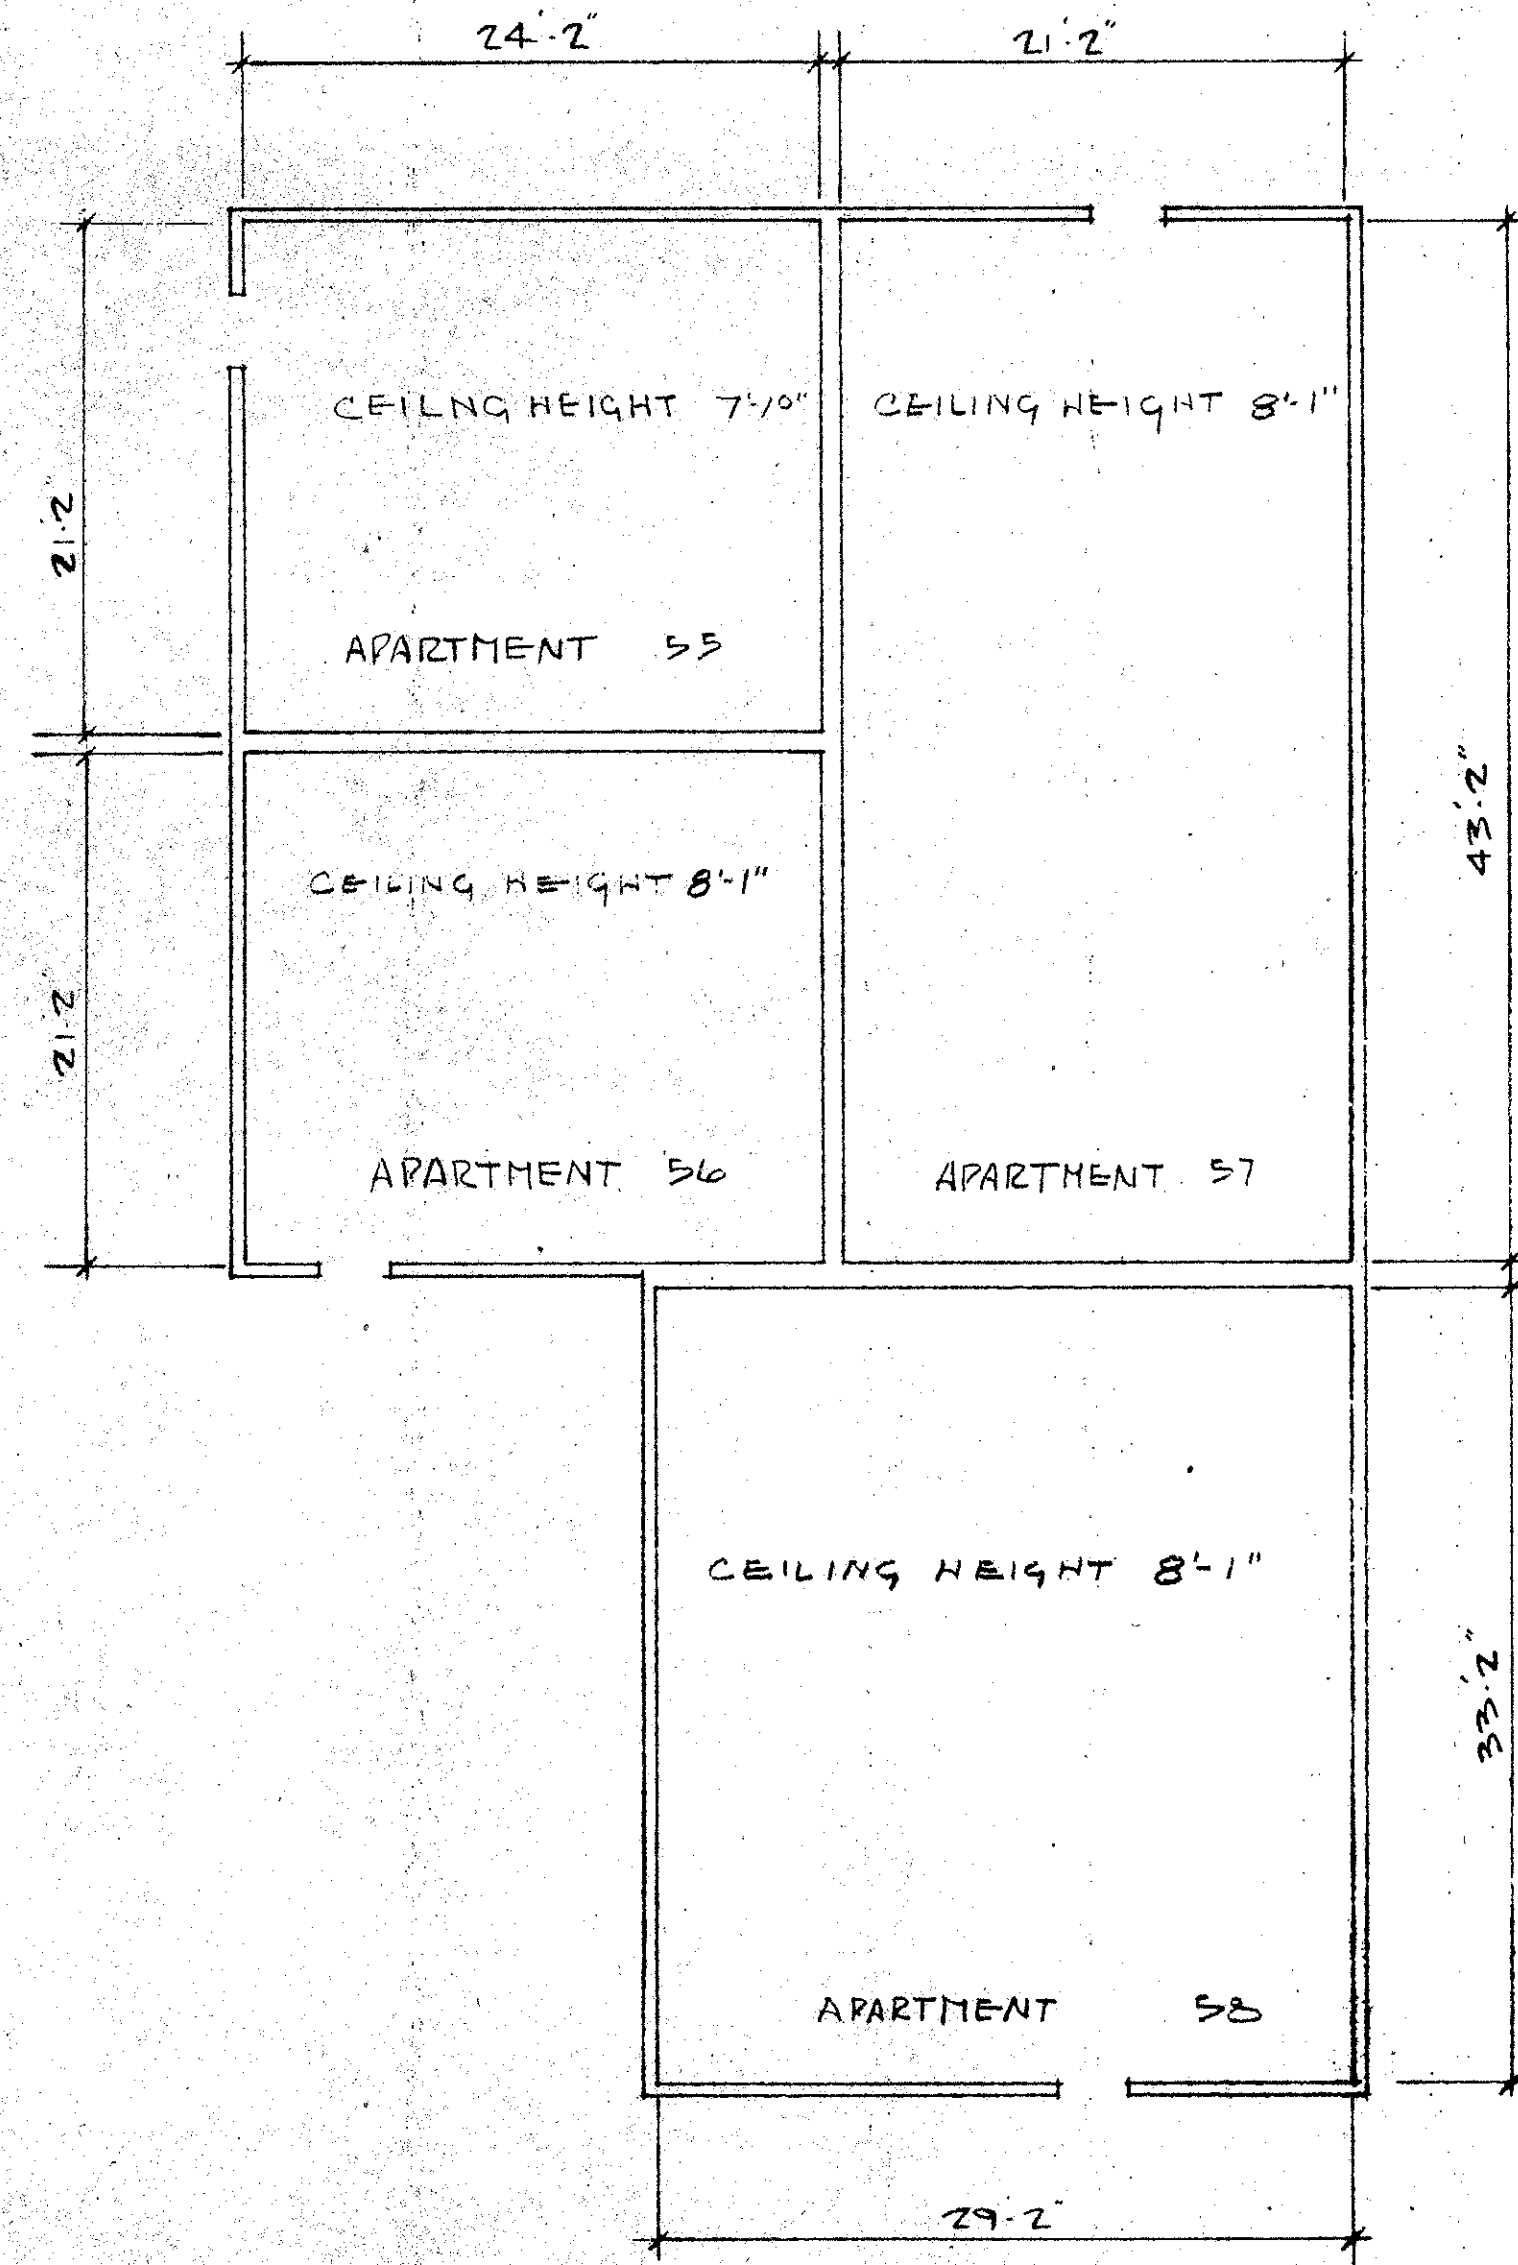 24'-2" 21'-2"
CEILNG HEIGHT 7'-10" CEILING HEIGHT 8'-1"
21'-2"
APARTMENT 55
43'-2"
CEILING HEIGHT 8'-1"
21'-2"
APARTMENT 56 APARTMENT 57
CEILING HEIGHT 8'-1"
33'-2"
APARTMENT 58
29'-2"